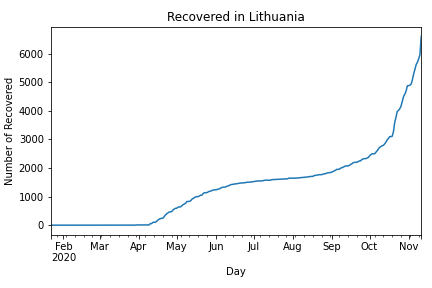 Recovered in Lithuania
Number of Recovered
6000
5000
4000
3000
2000
1000
0
Feb Mar Apr May Jun Jul Aug Sep Oct Nov
2020
Day